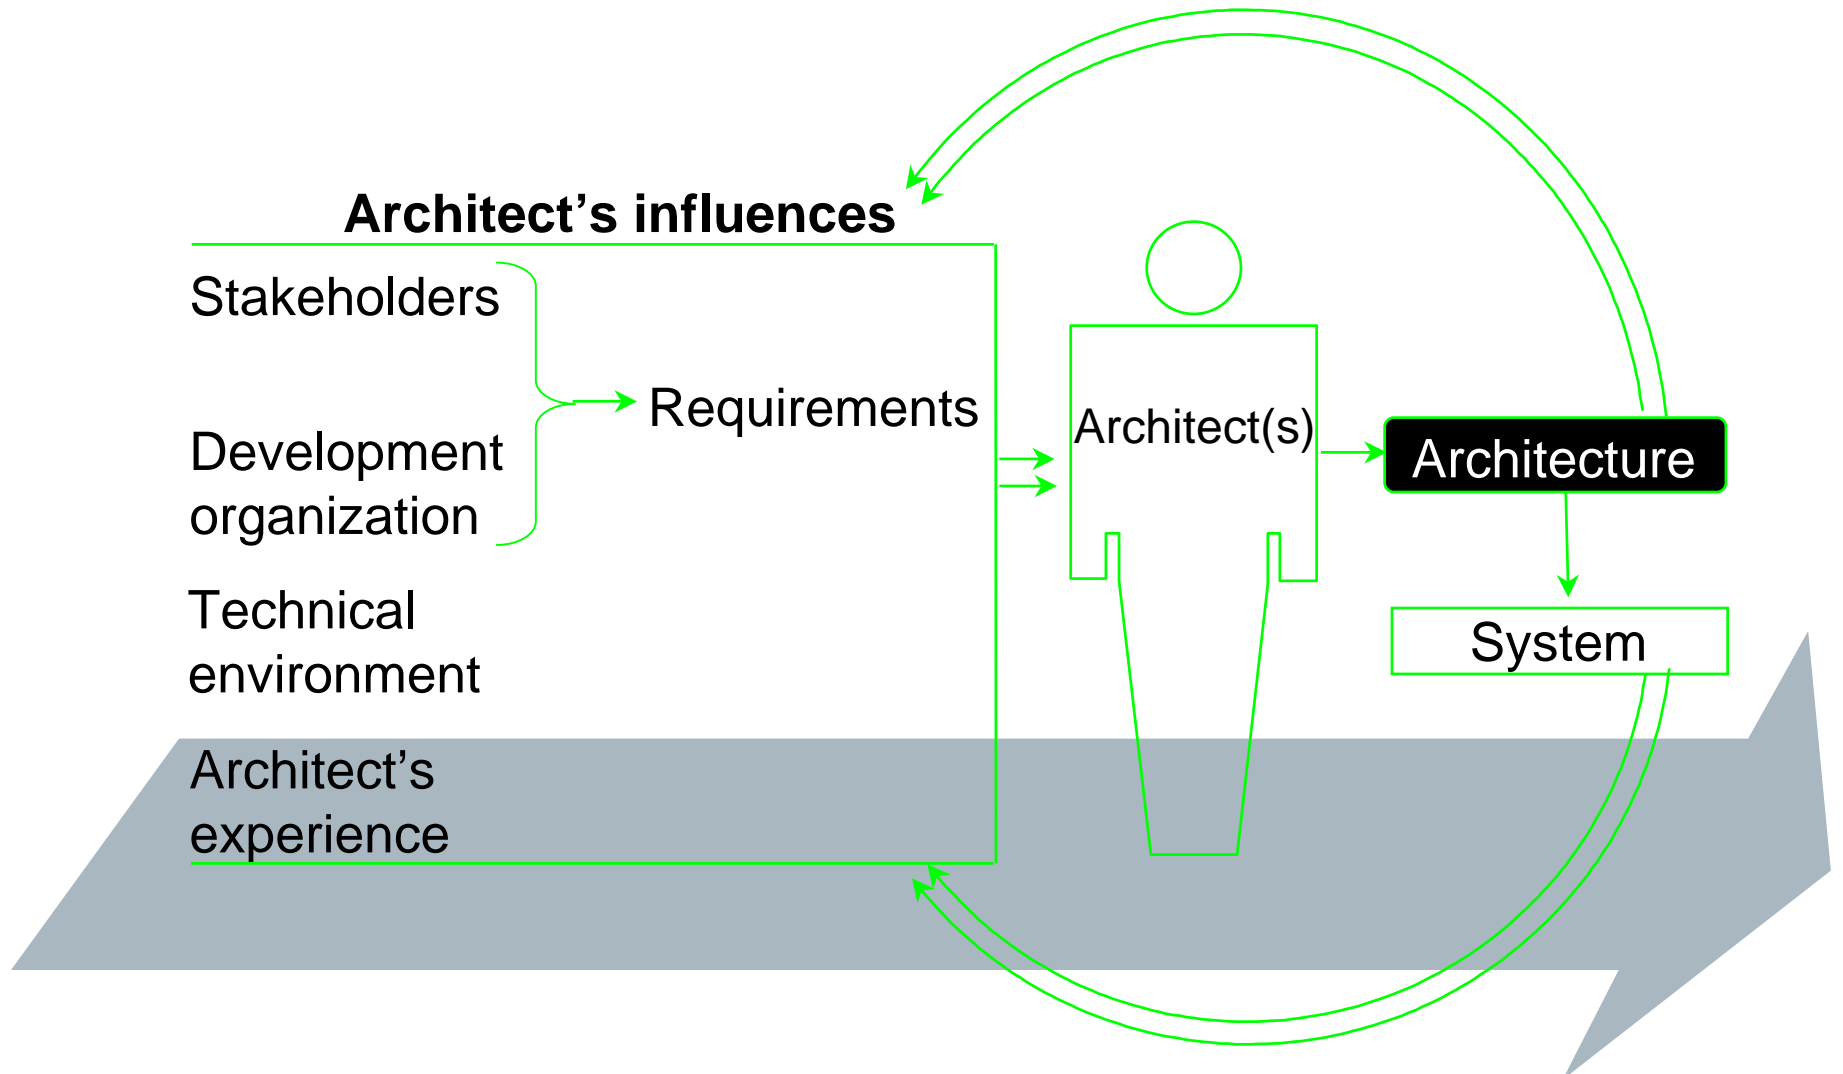 Architect’s influences
Stakeholders
Requirements
Development
organization
Technical
environment
Architect’s
experience
Architect(s)
Architecture
System